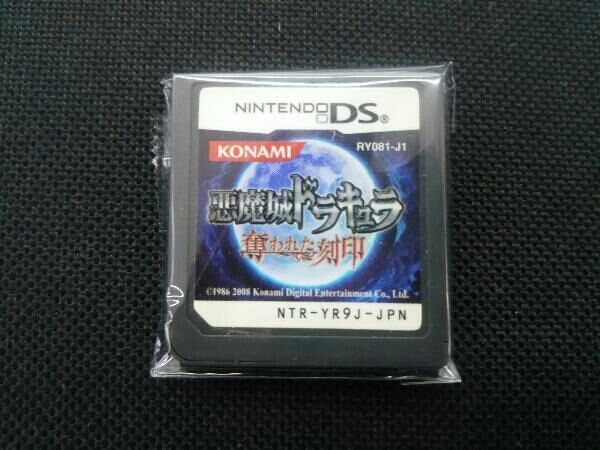 NINTENDO DS®
KONAMI
RY081-J1
悪魔城ドラキュラ
奪われた刻印
©1986 2008 Konami Digital Entertainment Co., Ltd.
NTR-YR9J-JPN